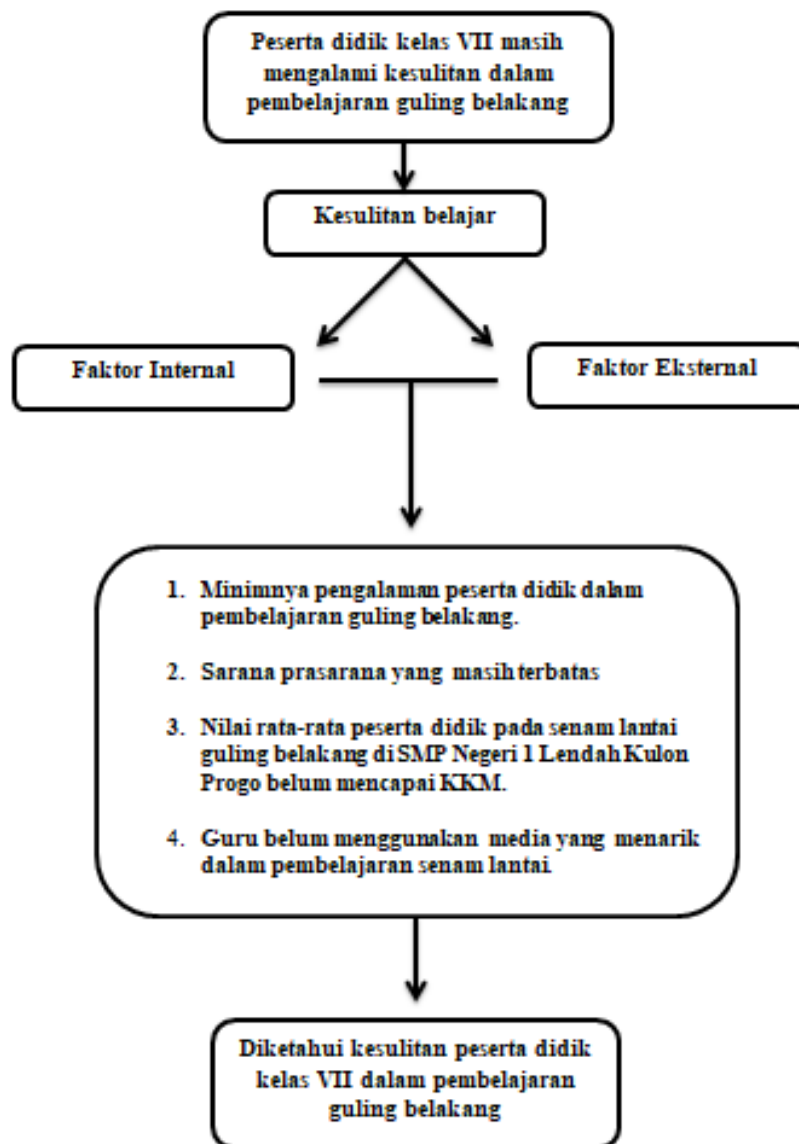 Peserta didik kelas VII masih
mengalami kesulitan dalam
pembelajaran guling belakang
Kesulitan belajar
Faktor Internal
Faktor Eksternal
1. Minimnya pengalaman peserta didik dalam
pembelajaran guling belakang.
2. Sarana prasarana yang masih terbatas
3. Nilai rata-rata peserta didik pada senam lantai
guling belakang di SMP Negeri 1 Lendah Kulon
Progo belum mencapai KKM.
4. Guru belum menggunakan media yang menarik
dalam pembelajaran senam lantai
Diketahui kesulitan peserta didik
kelas VII dalam pembelajaran
guling belakang